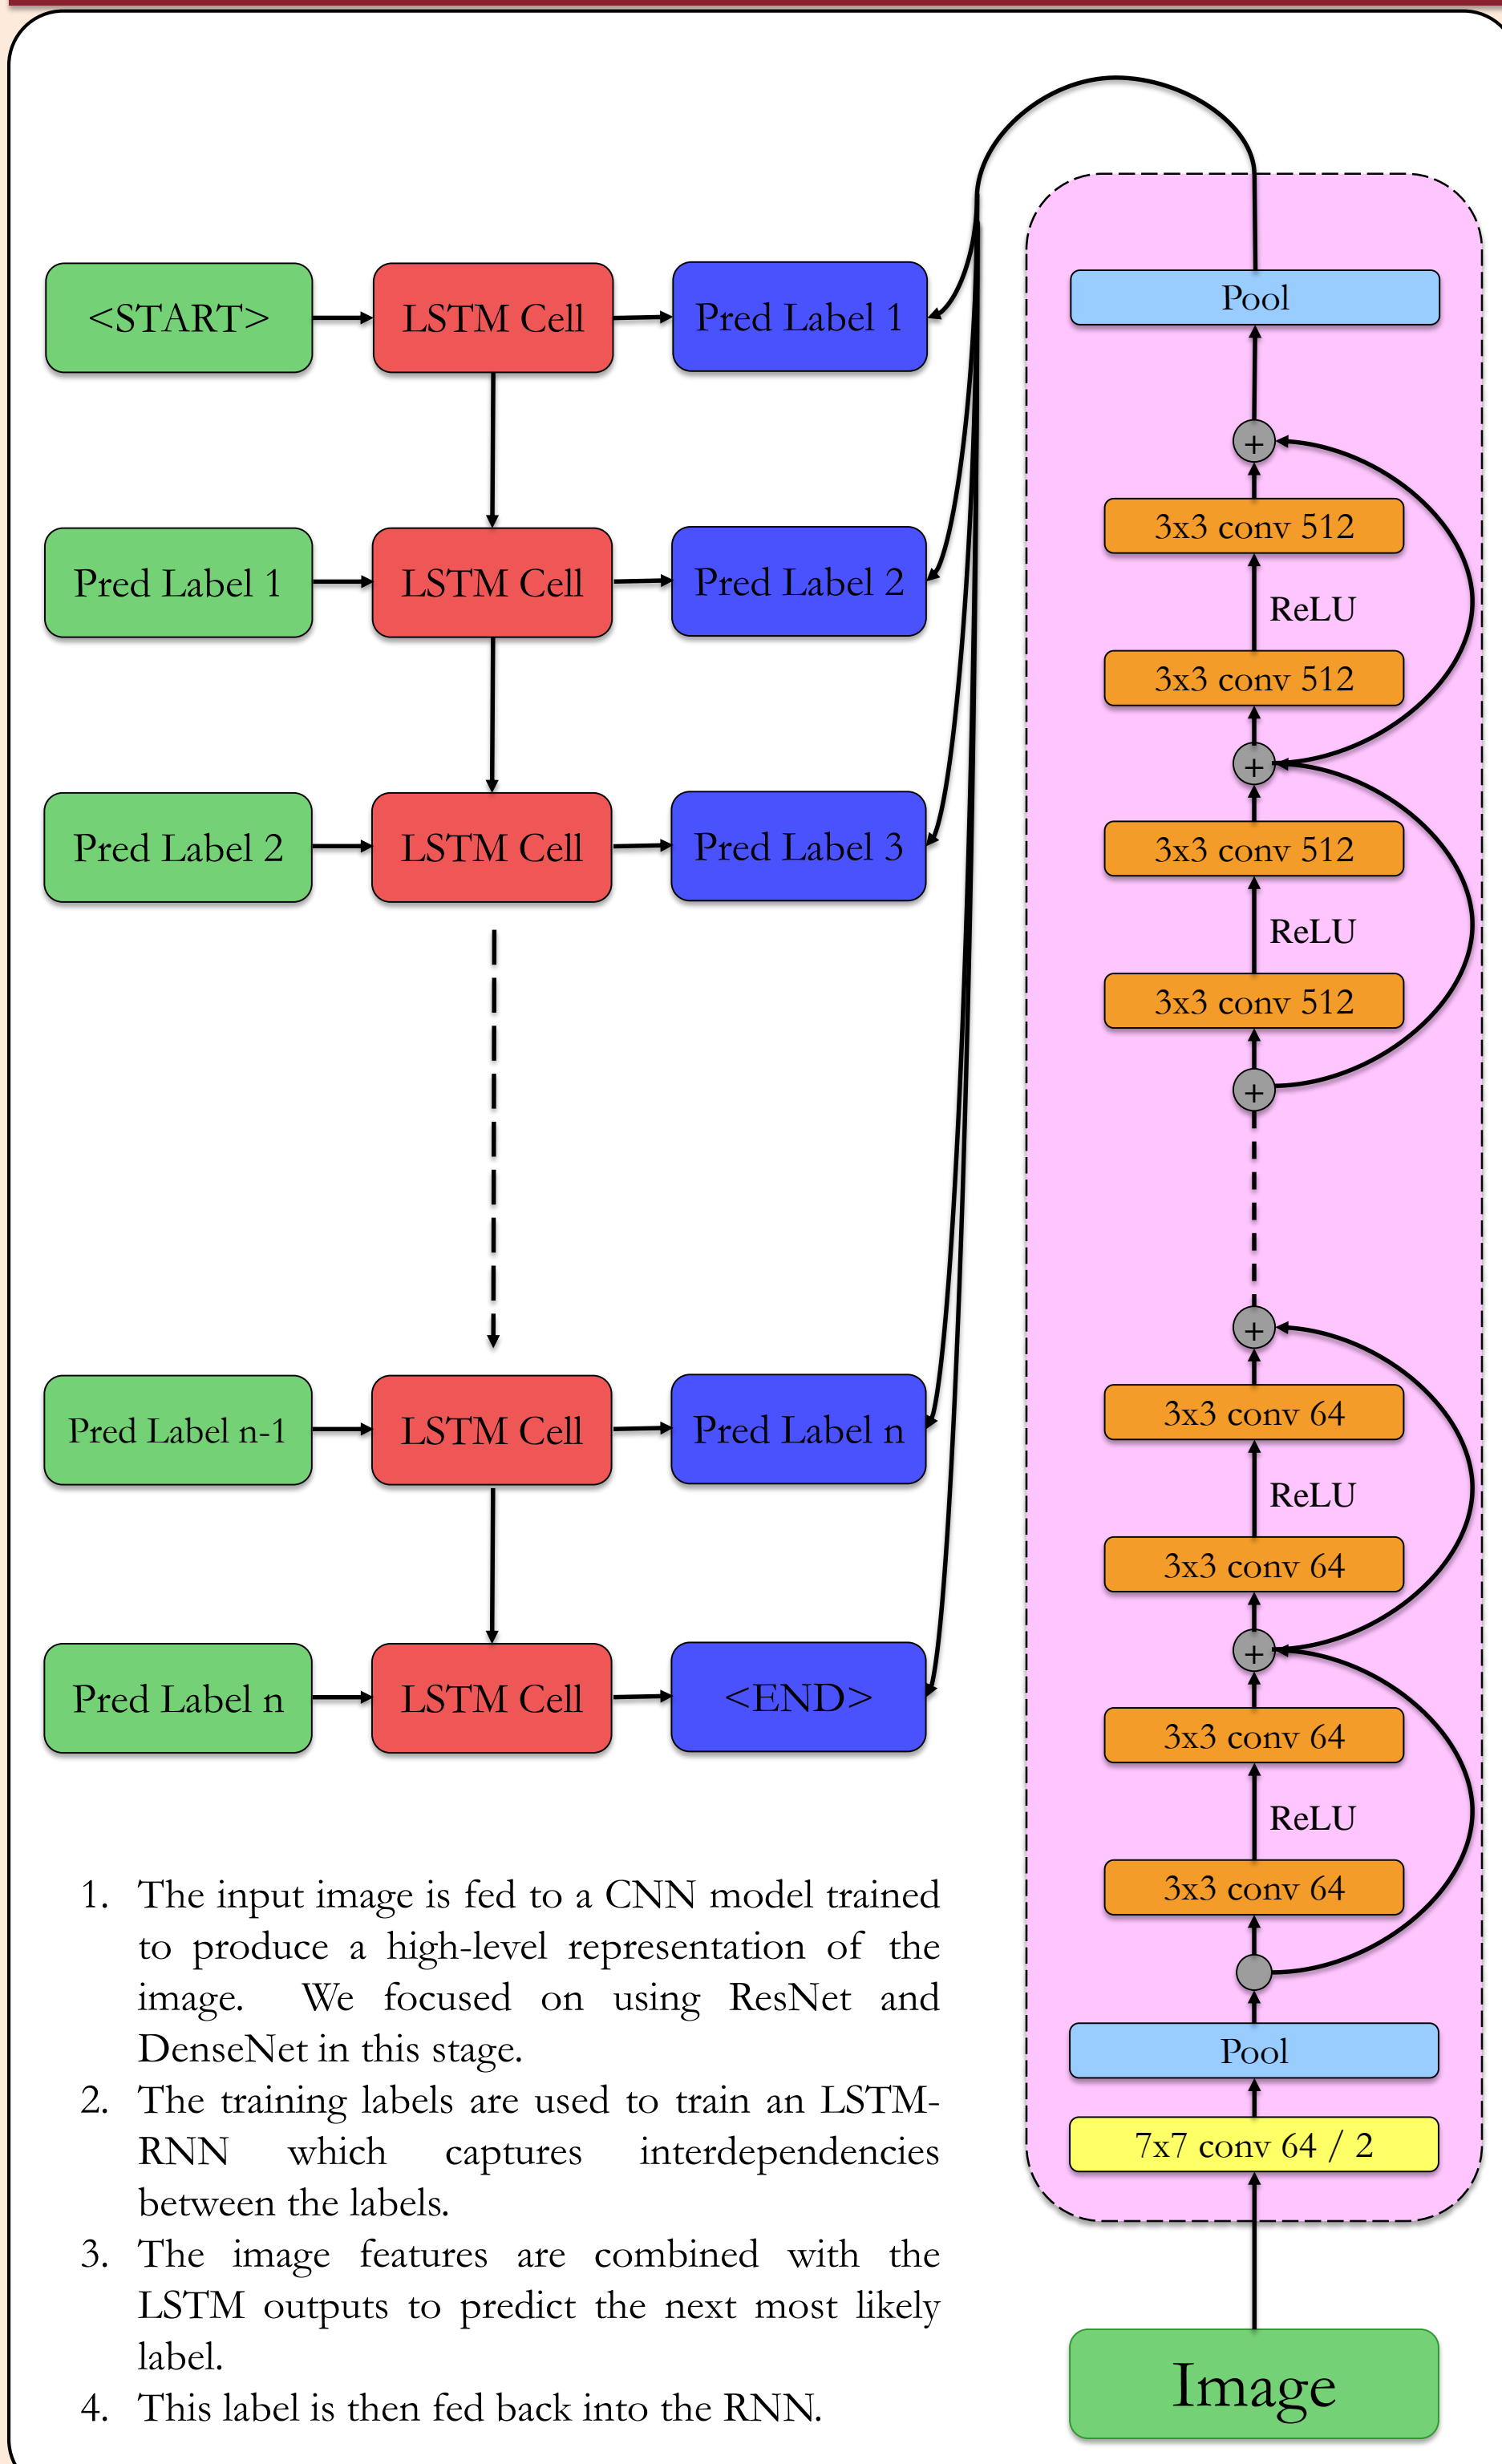 <START>
LSTM Cell
Pred Label 1
Pred Label 1
LSTM Cell
Pred Label 2
Pred Label 2
LSTM Cell
Pred Label 3
Pred Label n-1
LSTM Cell
Pred Label n
Pred Label n
LSTM Cell
<END>
1. The input image is fed to a CNN model trained
to produce a high-level representation of the
image. We focused on using ResNet and
DenseNet in this stage.
2. The training labels are used to train an LSTM-
RNN which captures interdependencies
between the labels.
3. The image features are combined with the
LSTM outputs to predict the next most likely
label.
4. This label is then fed back into the RNN.
Pool
+
3x3 conv 512
ReLU
3x3 conv 512
+
3x3 conv 512
ReLU
3x3 conv 512
+
+
3x3 conv 64
ReLU
3x3 conv 64
+
3x3 conv 64
ReLU
3x3 conv 64
Pool
7x7 conv 64 / 2
Image